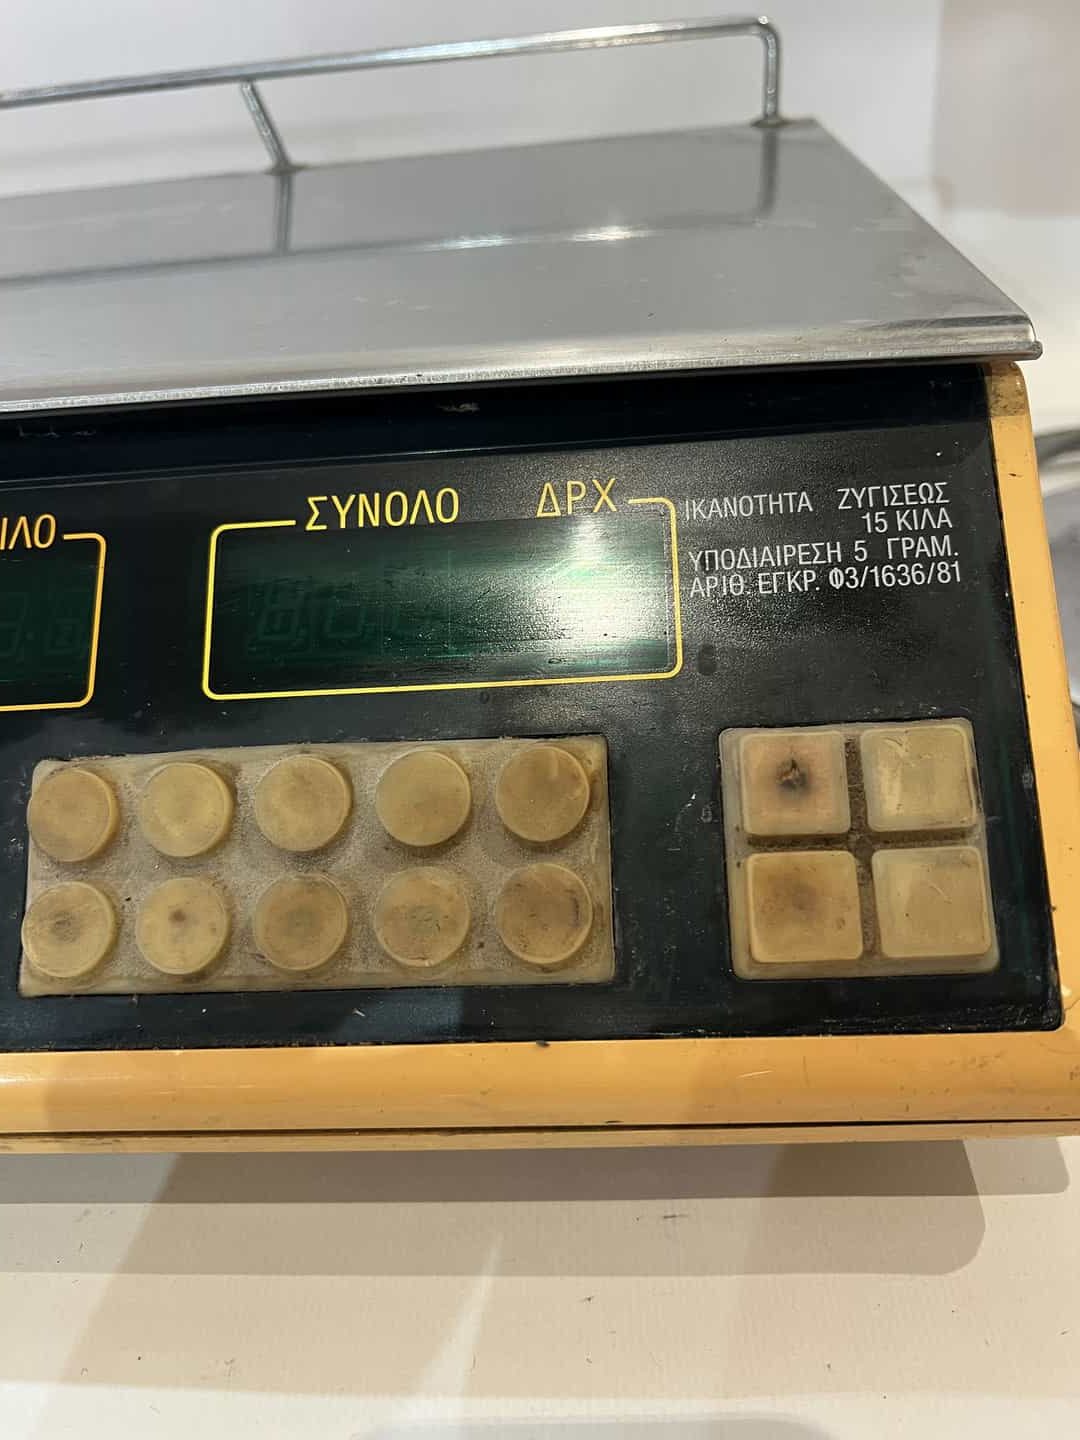 ΣΥΝΟΛΟ ΔΡΧ
ΙΚΑΝΟΤΗΤΑ ΖΥΓΙΣΕΩΣ
15 ΚΙΛΑ
ΥΠΟΔΙΑΙΡΕΣΗ 5 ΓΡΑΜ.
ΑΡΙΘ. ΕΓΚΡ. Φ3/1636/81